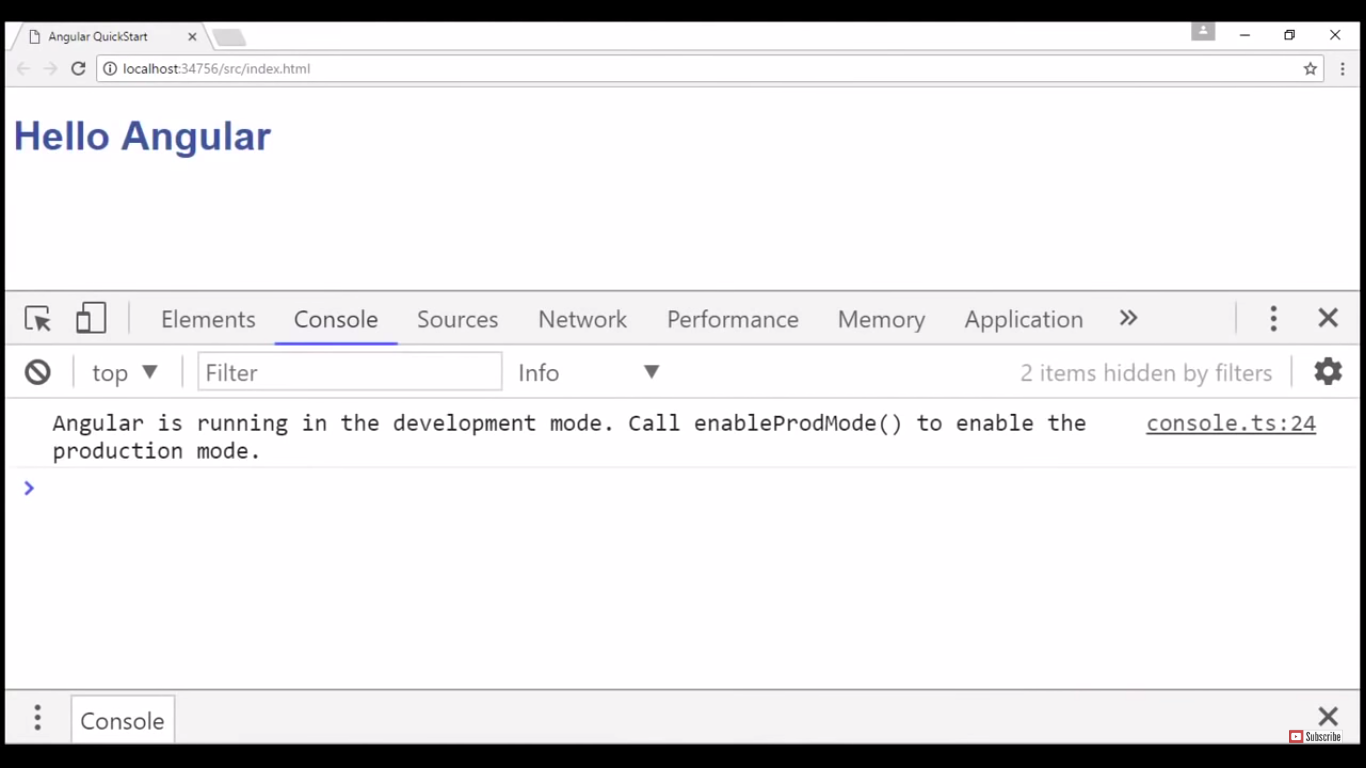 Angular QuickStart
localhost:34756/src/index.html
Hello Angular
Elements Console Sources Network Performance Memory Application
top Filter Info 2 items hidden by filters
Angular is running in the development mode. Call enableProdMode() to enable the console.ts:24
production mode.
Console
Subscribe